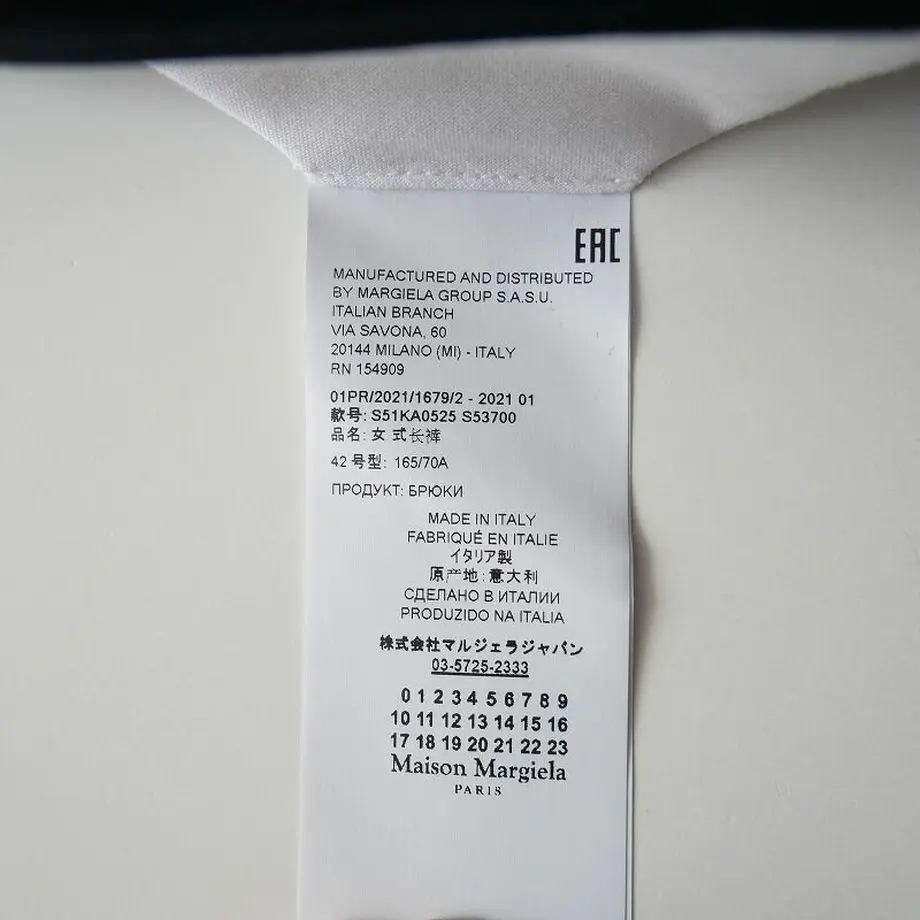 EAC
MANUFACTURED AND DISTRIBUTED
BY MARGIELA GROUP S.A.S.U.
ITALIAN BRANCH
VIA SAVONA, 60
20144 MILANO (MI) - ITALY
RN 154909
01PR/2021/1679/2 - 2021 01
款号: S51KA0525 S53700
品名: 女 式长裤
42 号型: 165/70A
ПРОДУКТ: БРЮКИ
MADE IN ITALY
FABRIQUÉ EN ITALIE
イタリア製
原产地: 意大利
СДЕЛАНО В ИТАЛИИ
PRODUZIDO NA ITALIA
株式会社マルジェラジャパン
03-5725-2333
0 1 2 3 4 5 6 7 8 9
10 11 12 13 14 15 16
17 18 19 20 21 22 23
Maison Margiela
PARIS